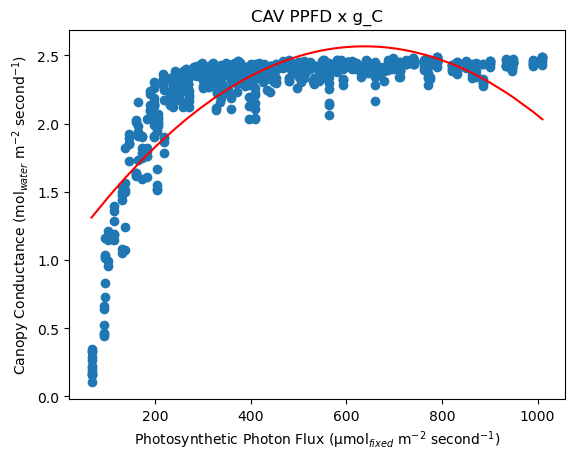 CAV PPFD x g_C
Canopy Conductance (mol_water m⁻² second⁻¹)
2.5
2.0
1.5
1.0
0.5
0.0
200 400 600 800 1000
Photosynthetic Photon Flux (μmol_fixed m⁻² second⁻¹)